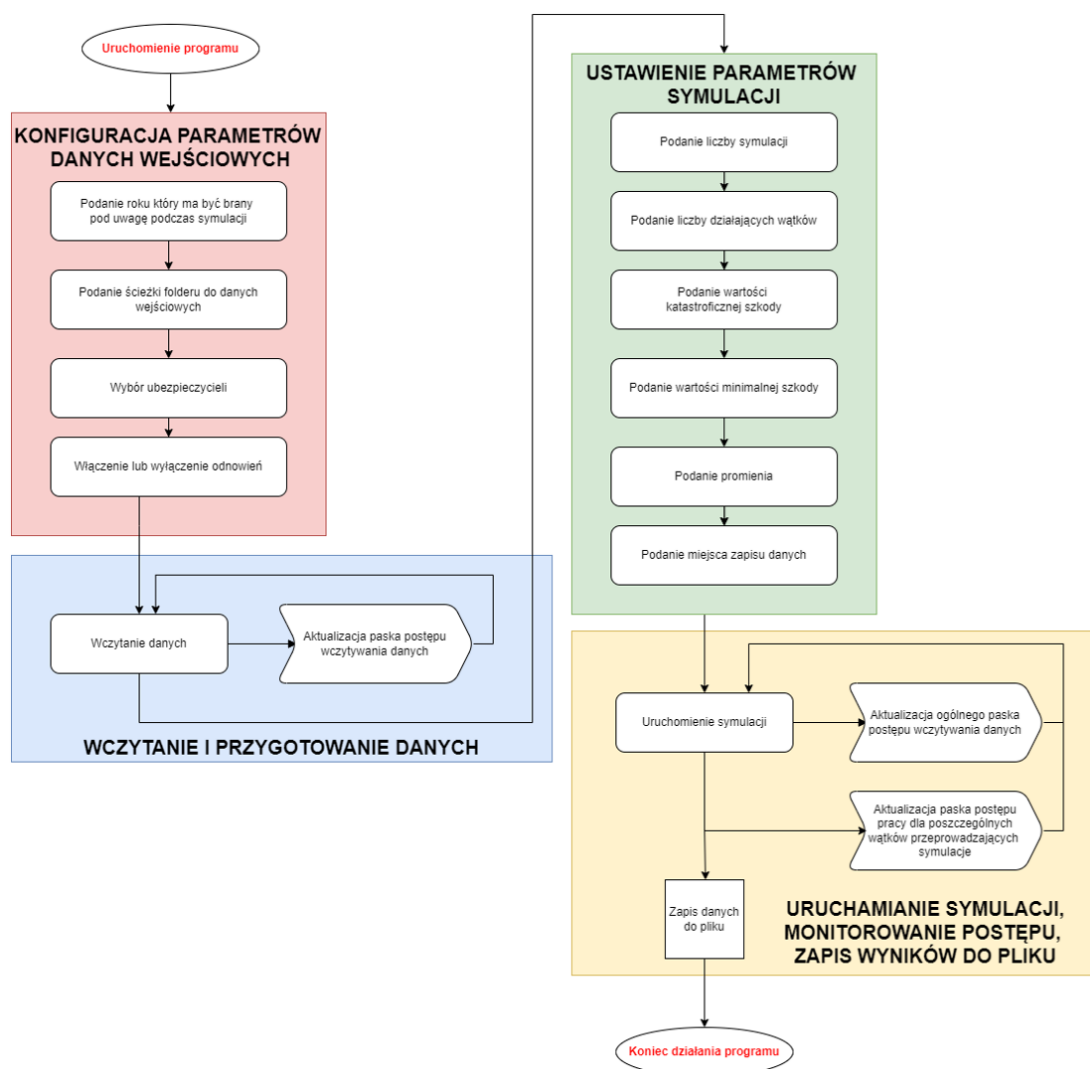 Uruchomienie programu
KONFIGURACJA PARAMETRÓW
DANYCH WEJŚCIOWYCH
Podanie roku który ma być brany
pod uwagę podczas symulacji
Podanie ścieżki folderu do danych
wejściowych
Wybór ubezpieczycieli
Włączenie lub wyłączenie odnowień
Wczytanie danych
Aktualizacja paska postępu
wczytywania danych
WCZYTANIE I PRZYGOTOWANIE DANYCH
USTAWIENIE PARAMETRÓW
SYMULACJI
Podanie liczby symulacji
Podanie liczby działających wątków
Podanie wartości
katastroficznej szkody
Podanie wartości minimalnej szkody
Podanie promienia
Podanie miejsca zapisu danych
Uruchomienie symulacji
Aktualizacja ogólnego paska
postępu wczytywania danych
Aktualizacja paska postępu
pracy dla poszczególnych
wątków przeprowadzających
symulacje
Zapis danych
do pliku
URUCHAMIANIE SYMULACJI,
MONITOROWANIE POSTĘPU,
ZAPIS WYNIKÓW DO PLIKU
Koniec działania programu